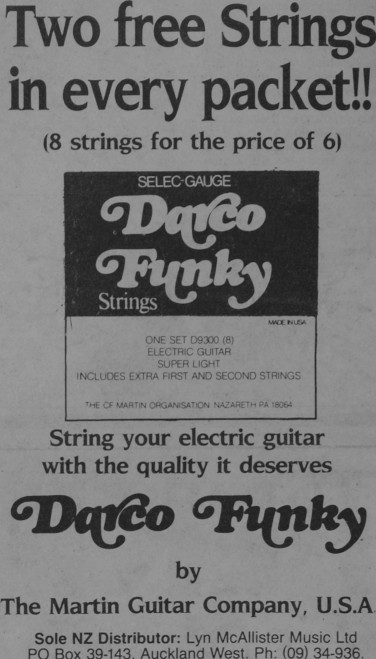 Two free Strings
in every packet!!
(8 strings for the price of 6)
SELEC-GAUGE
Darco
Funky
Strings
MADE IN USA
ONE SET D9300 (8)
ELECTRIC GUITAR
SUPER LIGHT
INCLUDES EXTRA FIRST AND SECOND STRINGS
THE CF MARTIN ORGANISATION NAZARETH PA 18064
String your electric guitar
with the quality it deserves
Darco Funky
by
The Martin Guitar Company, U.S.A.
Sole NZ Distributor: Lyn McAllister Music Ltd
PO Box 39-143, Auckland West. Ph: (09) 34-936.